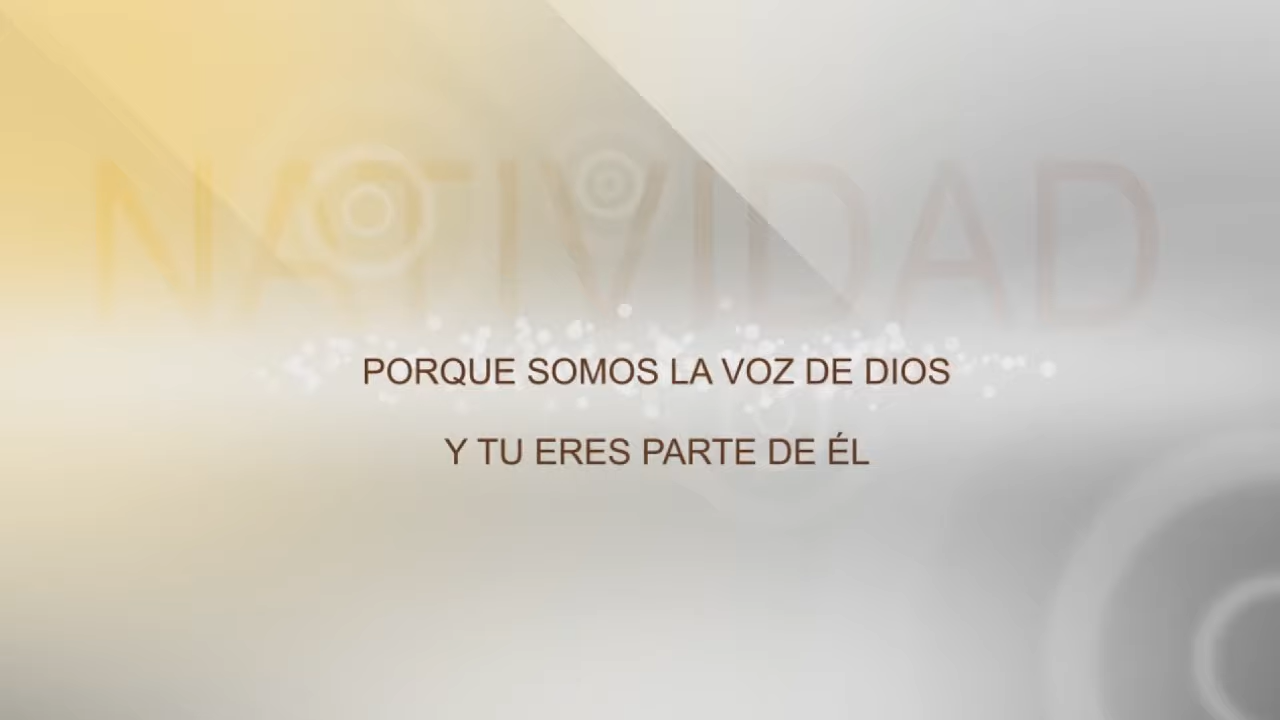 NATIVIDAD
PORQUE SOMOS LA VOZ DE DIOS
Y TU ERES PARTE DE ÉL